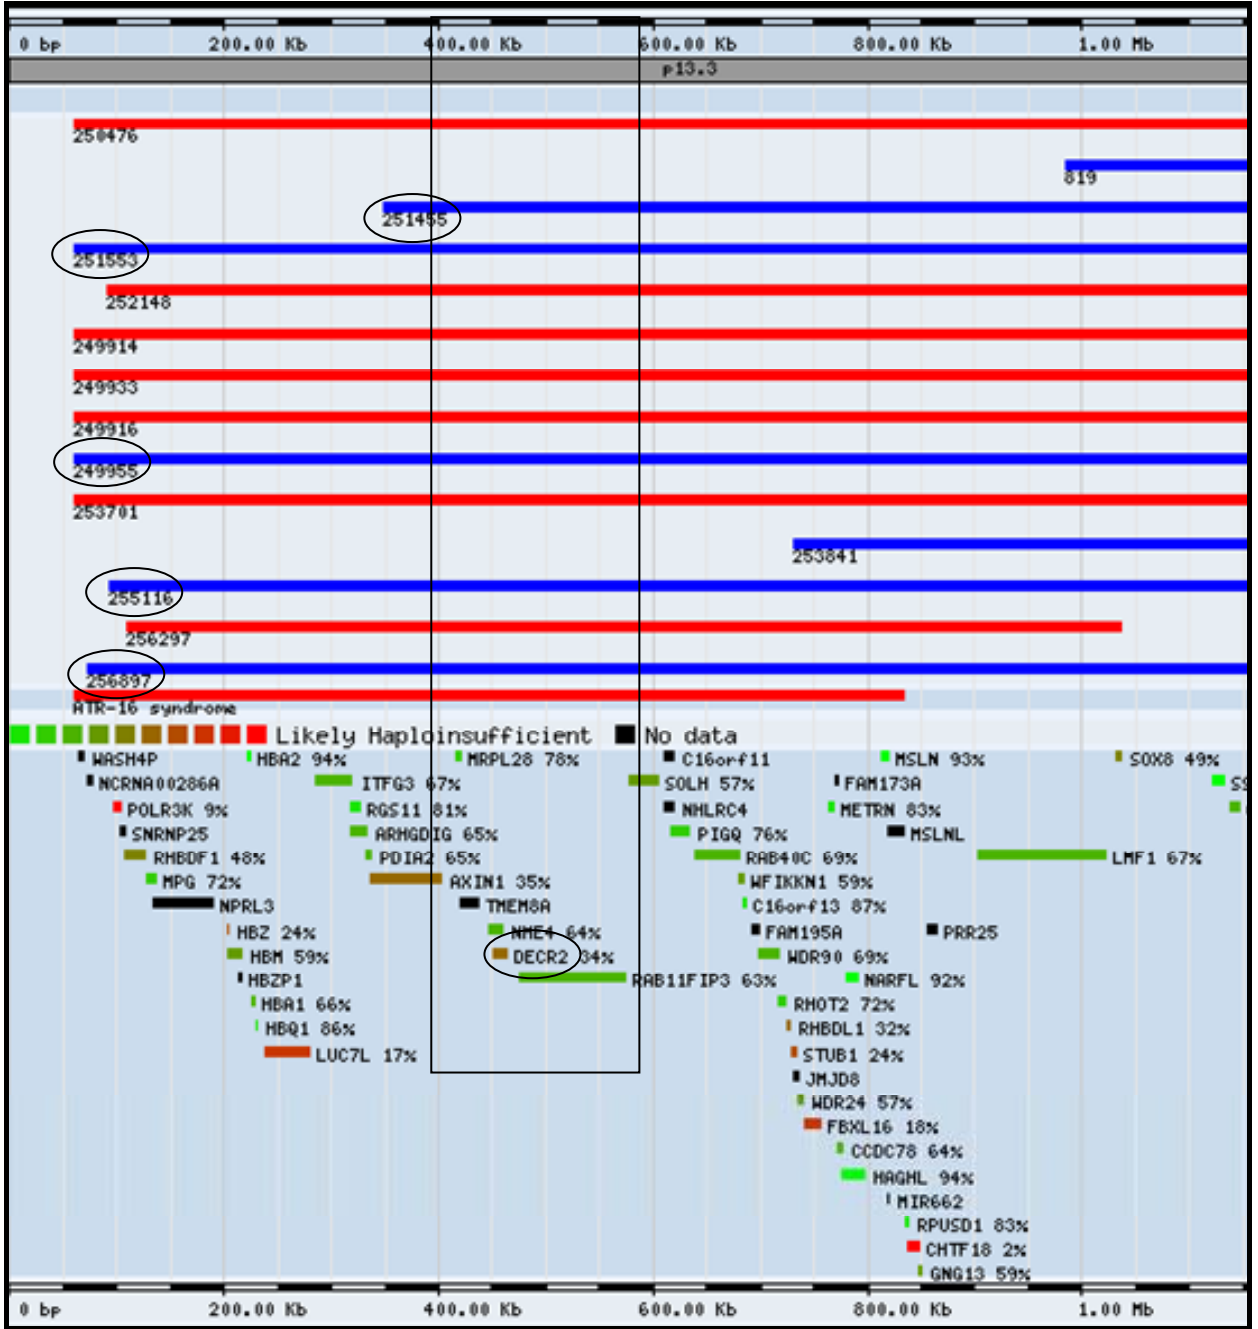 0 bp 200.00 Kb 400.00 Kb 600.00 Kb 800.00 Kb 1.00 Mb
p13.3
250476
819
251455
251553
252148
249914
249933
249916
249955
253701
253841
255116
256297
256897
ATR-16 syndrome
Likely Haploinsufficient No data
WASH4P HBA2 94% MRPL28 78% C16orf11 MSLN 93% SOX8 49%
NCRNA00286A ITFG3 67% SOLH 57% FAM173A SS
POLR3K 9% RGS11 81% NHLRC4 METRN 83%
SNRNP25 ARHGDIG 65% PIGQ 76% MSLNL
RHBDF1 48% PDIA2 65% RAB40C 69% LMF1 67%
MPG 72% AXIN1 35% WFIKKN1 59%
NPRL3 TMEM8A C16orf13 87%
HBZ 24% NME4 64% FAM195A PRR25
HBM 59% DECR2 34% WDR90 69%
HBZP1 RAB11FIP3 63% NARFL 92%
HBA1 66% RHOT2 72%
HBQ1 86% RHBDL1 32%
LUC7L 17% STUB1 24%
JMJD8
WDR24 57%
FBXL16 18%
CCDC78 64%
HAGHL 94%
MIR662
RPUSD1 83%
CHTF18 2%
GNG13 59%
0 bp 200.00 Kb 400.00 Kb 600.00 Kb 800.00 Kb 1.00 Mb